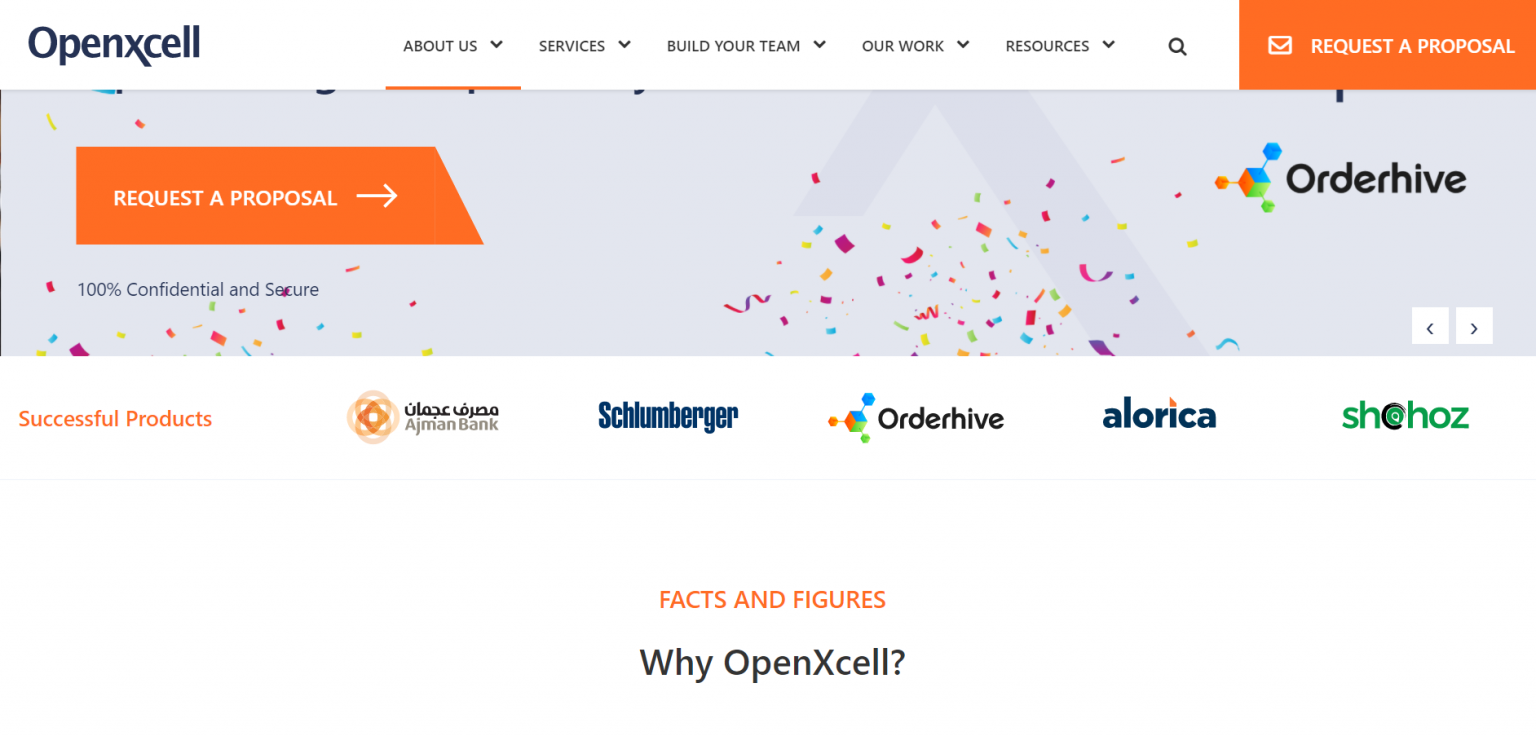 Openxcell
ABOUT US
SERVICES
BUILD YOUR TEAM
OUR WORK
RESOURCES
REQUEST A PROPOSAL
REQUEST A PROPOSAL
Orderhive
100% Confidential and Secure
Successful Products
مصرف عجمان
Ajman Bank
Schlumberger
Orderhive
alorica
shohoz
FACTS AND FIGURES
Why OpenXcell?